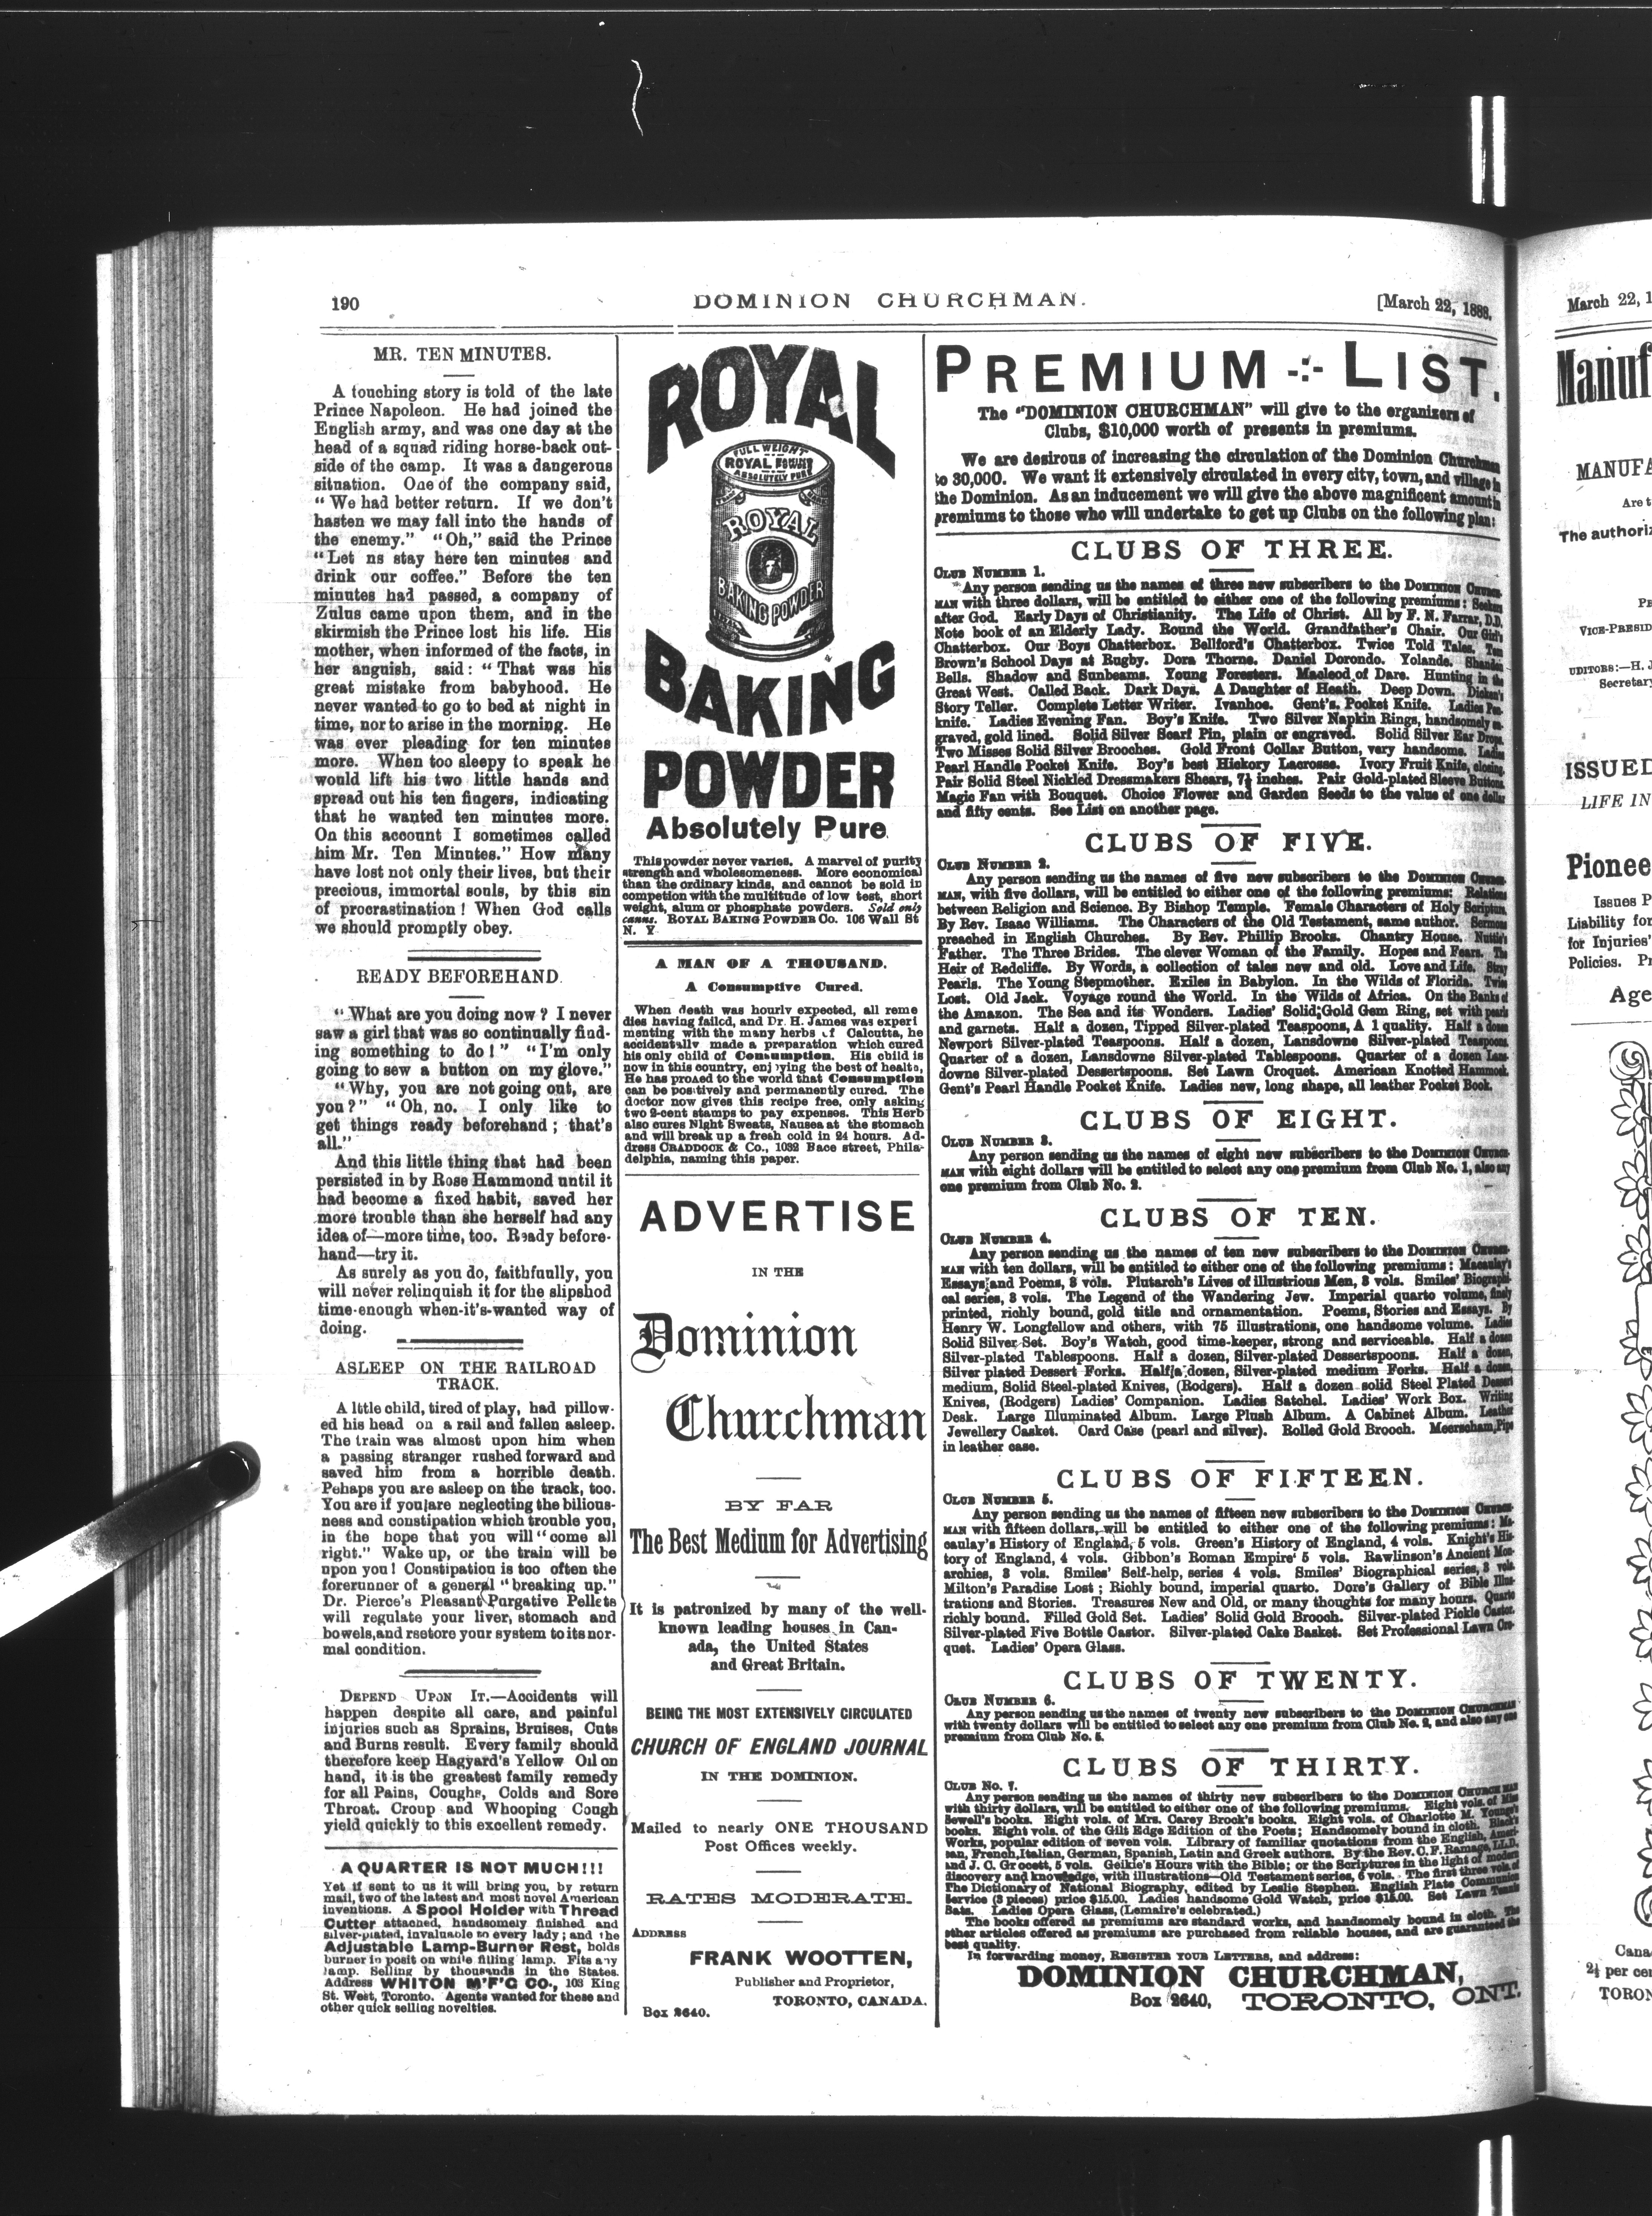 190
DOMINION CHURCHMAN.
[March 22, 1888.
MR. TEN MINUTES.
A touching story is told of the late
Prince Napoleon. He had joined the
English army, and was one day at the
head of a squad riding horse-back out-
side of the camp. It was a dangerous
situation. One of the company said,
"We had better return. If we don't
hasten we may fall into the hands of
the enemy." "Oh," said the Prince
"Let ns stay here ten minutes and
drink our coffee." Before the ten
minutes had passed, a company of
Zulus came upon them, and in the
skirmish the Prince lost his life. His
mother, when informed of the facts, in
her anguish, said: "That was his
great mistake from babyhood. He
never wanted to go to bed at night in
time, nor to arise in the morning. He
was ever pleading for ten minutes
more. When too sleepy to speak he
would lift his two little hands and
spread out his ten fingers, indicating
that he wanted ten minutes more.
On this account I sometimes called
him Mr. Ten Minutes." How many
have lost not only their lives, but their
precious, immortal souls, by this sin
of procrastination! When God calls
we should promptly obey.
READY BEFOREHAND.
"What are you doing now? I never
saw a girl that was so continually find-
ing something to do!" "I'm only
going to sew a button on my glove."
"Why, you are not going out, are
you?" "Oh, no. I only like to
get things ready beforehand; that's
all."
And this little thing that had been
persisted in by Rose Hammond until it
had become a fixed habit, saved her
more trouble than she herself had any
idea of—more time, too. Ready before-
hand—try it.
As surely as you do, faithfully, you
will never relinquish it for the slipshod
time-enough when-it's-wanted way of
doing.
ASLEEP ON THE RAILROAD
TRACK.
A little child, tired of play, had pillow-
ed his head on a rail and fallen asleep.
The train was almost upon him when
a passing stranger rushed forward and
saved him from a horrible death.
Pehaps you are asleep on the track, too.
You are if you are neglecting the bilious-
ness and constipation which trouble you,
in the hope that you will "come all
right." Wake up, or the train will be
upon you! Constipation is too often the
forerunner of a general "breaking up."
Dr. Pierce's Pleasant Purgative Pellets
will regulate your liver, stomach and
bowels, and rsetore your system to its nor-
mal condition.
DEPEND UPON IT.—Accidents will
happen despite all care, and painful
injuries such as Sprains, Bruises, Cuts
and Burns result. Every family should
therefore keep Hagyard's Yellow Oil on
hand, it is the greatest family remedy
for all Pains, Coughs, Colds and Sore
Throat. Croup and Whooping Cough
yield quickly to this excellent remedy.
A QUARTER IS NOT MUCH!!!
Yet if sent to us it will bring you, by return
mail, two of the latest and most novel American
inventions. A Spool Holder with Thread
Cutter attached, handsomely finished and
silver-plated, invaluable to every lady; and the
Adjustable Lamp-Burner Rest, holds
burner in posit on while filling lamp. Fits any
lamp. Selling by thousands in the States.
Address WHITON M'F'G CO., 103 King
St. West, Toronto. Agents wanted for these and
other quick selling novelties.
ROYAL
FULL WEIGHT
ROYAL POWDER
ABSOLUTELY PURE
ROYAL
BAKING POWDER
BAKING
POWDER
Absolutely Pure
This powder never varies. A marvel of purity
strength and wholesomeness. More economical
than the ordinary kinds, and cannot be sold in
competion with the multitude of low test, short
weight, alum or phosphate powders. Sold only
canns. ROYAL BAKING POWDER Co. 106 Wall St
N. Y
A MAN OF A THOUSAND.
A Consumptive Cured.
When death was hourly expected, all reme
dies having failed, and Dr. H. James was experi
menting with the many herbs of Calcutta, he
accidentally made a preparation which cured
his only child of Consumption. His child is
now in this country, enjoying the best of health,
He has proaed to the world that Consumption
can be positively and permanently cured. The
doctor now gives this recipe free, only asking
two 2-cent stamps to pay expenses. This Herb
also cures Night Sweats, Nausea at the stomach
and will break up a fresh cold in 24 hours. Ad-
dress CRADDOCK & Co., 1032 Bace street, Phila-
delphia, naming this paper.
ADVERTISE
IN THE
Dominion
Churchman
BY FAR
The Best Medium for Advertising
It is patronized by many of the well-
known leading houses in Can-
ada, the United States
and Great Britain.
BEING THE MOST EXTENSIVELY CIRCULATED
CHURCH OF ENGLAND JOURNAL
IN THE DOMINION.
Mailed to nearly ONE THOUSAND
Post Offices weekly.
RATES MODERATE.
ADDRESS
FRANK WOOTTEN,
Publisher and Proprietor,
TORONTO, CANADA.
Box 2640.
PREMIUM LIST.
The "DOMINION CHURCHMAN" will give to the organizers of
Clubs, $10,000 worth of presents in premiums.
We are desirous of increasing the circulation of the Dominion Churchman
to 30,000. We want it extensively circulated in every city, town, and village in
the Dominion. As an inducement we will give the above magnificent amount in
premiums to those who will undertake to get up Clubs on the following plan:
CLUBS OF THREE.
CLUB NUMBER 1.
Any person sending us the names of three new subscribers to the DOMINION CHURCH-
MAN with three dollars, will be entitled to either one of the following premiums: Seekers
after God. Early Days of Christianity. The Life of Christ. All by F. N. Farrar, D.D.
Note book of an Elderly Lady. Round the World. Grandfather's Chair. Our Girl's
Chatterbox. Our Boys Chatterbox. Bellford's Chatterbox. Twice Told Tales. Tom
Brown's School Days at Rugby. Dora Thorne. Daniel Dorondo. Yolande. Shandon
Bells. Shadow and Sunbeams. Young Foresters. Macleod of Dare. Hunting in the
Great West. Called Back. Dark Days. A Daughter of Heath. Deep Down. Dicken's
Story Teller. Complete Letter Writer. Ivanhoe. Gent's. Pocket Knife. Ladies Pen-
knife. Ladies Evening Fan. Boy's Knife. Two Silver Napkin Rings, handsomely en-
graved, gold lined. Solid Silver Scarf Pin, plain or engraved. Solid Silver Ear Drops.
Two Misses Solid Silver Brooches. Gold Front Collar Button, very handsome. Ladies
Pearl Handle Pocket Knife. Boy's best Hickory Lacrosse. Ivory Fruit Knife, closing.
Pair Solid Steel Nickled Dressmakers Shears, 7½ inches. Pair Gold-plated Sleeve Buttons.
Magic Fan with Bouquet. Choice Flower and Garden Seeds to the value of one dollar
and fifty cents. See List on another page.
CLUBS OF FIVE.
CLUB NUMBER 2.
Any person sending us the names of five new subscribers to the DOMINION CHURCH-
MAN, with five dollars, will be entitled to either one of the following premiums: Relations
between Religion and Science. By Bishop Temple. Female Characters of Holy Scripture,
By Rev. Isaac Williams. The Characters of the Old Testament, same author. Sermons
preached in English Churches. By Rev. Phillip Brooks. Chantry House. Nuttie's
Father. The Three Brides. The clever Woman of the Family. Hopes and Fears. The
Heir of Redcliffe. By Words, a collection of tales new and old. Love and Life. Stray
Pearls. The Young Stepmother. Exiles in Babylon. In the Wilds of Florida. Twice
Lost. Old Jack. Voyage round the World. In the Wilds of Africa. On the Banks of
the Amazon. The Sea and its Wonders. Ladies' Solid Gold Gem Ring, set with pearls
and garnets. Half a dozen, Tipped Silver-plated Teaspoons, A 1 quality. Half a dozen
Newport Silver-plated Teaspoons. Half a dozen, Lansdowne Silver-plated Teaspoons.
Quarter of a dozen, Lansdowne Silver-plated Tablespoons. Quarter of a dozen Lans-
downe Silver-plated Dessertspoons. Set Lawn Croquet. American Knotted Hammock.
Gent's Pearl Handle Pocket Knife. Ladies new, long shape, all leather Pocket Book.
CLUBS OF EIGHT.
CLUB NUMBER 3.
Any person sending us the names of eight new subscribers to the DOMINION CHURCH-
MAN with eight dollars will be entitled to select any one premium from Club No. 1, also any
one premium from Club No. 2.
CLUBS OF TEN.
CLUB NUMBER 4.
Any person sending us the names of ten new subscribers to the DOMINION CHURCH-
MAN with ten dollars, will be entitled to either one of the following premiums: Macaulay's
Essays and Poems, 3 vols. Plutarch's Lives of illustrious Men, 3 vols. Smiles' Biographi-
cal series, 3 vols. The Legend of the Wandering Jew. Imperial quarto volume, finely
printed, richly bound, gold title and ornamentation. Poems, Stories and Essays. By
Henry W. Longfellow and others, with 75 illustrations, one handsome volume. Ladies
Solid Silver Set. Boy's Watch, good time-keeper, strong and serviceable. Half a dozen
Silver-plated Tablespoons. Half a dozen, Silver-plated Dessertspoons. Half a dozen,
Silver plated Dessert Forks. Half a dozen, Silver-plated medium Forks. Half a dozen,
medium, Solid Steel-plated Knives, (Rodgers). Half a dozen solid Steel Plated Dessert
Knives, (Rodgers) Ladies' Companion. Ladies Satchel. Ladies' Work Box. Writing
Desk. Large Illuminated Album. Large Plush Album. A Cabinet Album. Leather
Jewellery Casket. Card Case (pearl and silver). Rolled Gold Brooch. Meerscham Pipe
in leather case.
CLUBS OF FIFTEEN.
CLUB NUMBER 5.
Any person sending us the names of fifteen new subscribers to the DOMINION CHURCH-
MAN with fifteen dollars, will be entitled to either one of the following premiums: Ma-
caulay's History of England, 5 vols. Green's History of England, 4 vols. Knight's His-
tory of England, 4 vols. Gibbon's Roman Empire' 5 vols. Rawlinson's Ancient Mon-
archies, 3 vols. Smiles' Self-help, series 4 vols. Smiles' Biographical series, 3 vols.
Milton's Paradise Lost; Richly bound, imperial quarto. Dore's Gallery of Bible Illus-
trations and Stories. Treasures New and Old, or many thoughts for many hours. Quarto
richly bound. Filled Gold Set. Ladies' Solid Gold Brooch. Silver-plated Pickle Castor.
Silver-plated Five Bottle Castor. Silver-plated Cake Basket. Set Professional Lawn Cro-
quet. Ladies' Opera Glass.
CLUBS OF TWENTY.
CLUB NUMBER 6.
Any person sending us the names of twenty new subscribers to the DOMINION CHURCHMAN
with twenty dollars will be entitled to select any one premium from Club No. 2, and also any one
premium from Club No. 5.
CLUBS OF THIRTY.
CLUB No. 7.
Any person sending us the names of thirty new subscribers to the DOMINION CHURCHMAN
with thirty dollars, will be entitled to either one of the following premiums. Eight vols. of Miss
Sewell's books. Eight vols. of Mrs. Carey Brook's books. Eight vols. of Charlotte M. Younge's
books. Eight vols. of the Gilt Edge Edition of the Poets; Handsomely bound in cloth. Black's
Works, popular edition of seven vols. Library of familiar quotations from the English, Ameri-
can, French, Italian, German, Spanish, Latin and Greek authors. By the Rev. C. F. Ramage, LL.D,
and J. C. Grocott, 5 vols. Geikie's Hours with the Bible; or the Scriptures in the light of modern
discovery and knowledge, with illustrations—Old Testament series, 6 vols. The first three vols. of
The Dictionary of National Biography, edited by Leslie Stephen. English Plate Communion
Service (3 pieces) price $15.00. Ladies handsome Gold Watch, price $15.00. Set Lawn Tennis
Bats. Ladies Opera Glass, (Lemaire's celebrated.)
The books offered as premiums are standard works, and handsomely bound in cloth. The
other articles offered as premiums are purchased from reliable houses, and are guaranteed the
best quality.
In forwarding money, REGISTER YOUR LETTERS, and address:
DOMINION CHURCHMAN,
Box 2640, TORONTO, ONT.
March 22, 1
Manuf
MANUFA
Are t
The authoriz
PR
VICE-PRESID
UDITORS:—H. J
Secretary
ISSUED
LIFE IN
Pionee
Issues P
Liability for
for Injuries'
Policies. Pr
Age
Cana
2½ per cen
TORON